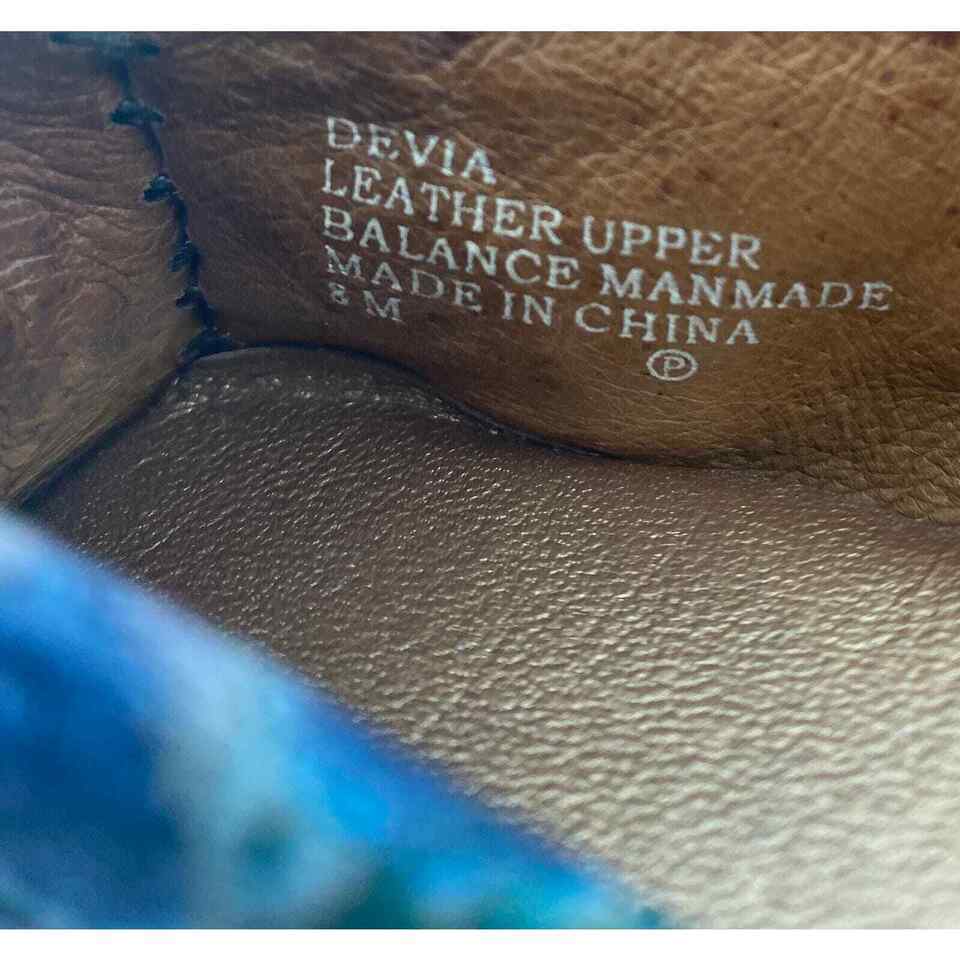 DEVIA
LEATHER UPPER
BALANCE MANMADE
MADE IN CHINA
8 M
P